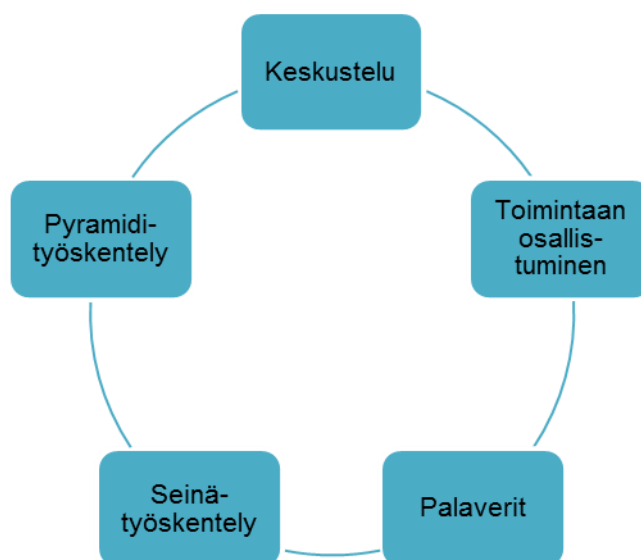 Keskustelu
Toimintaan
osallis-
tuminen
Palaverit
Seinä-
työskentely
Pyramidi-
työskentely